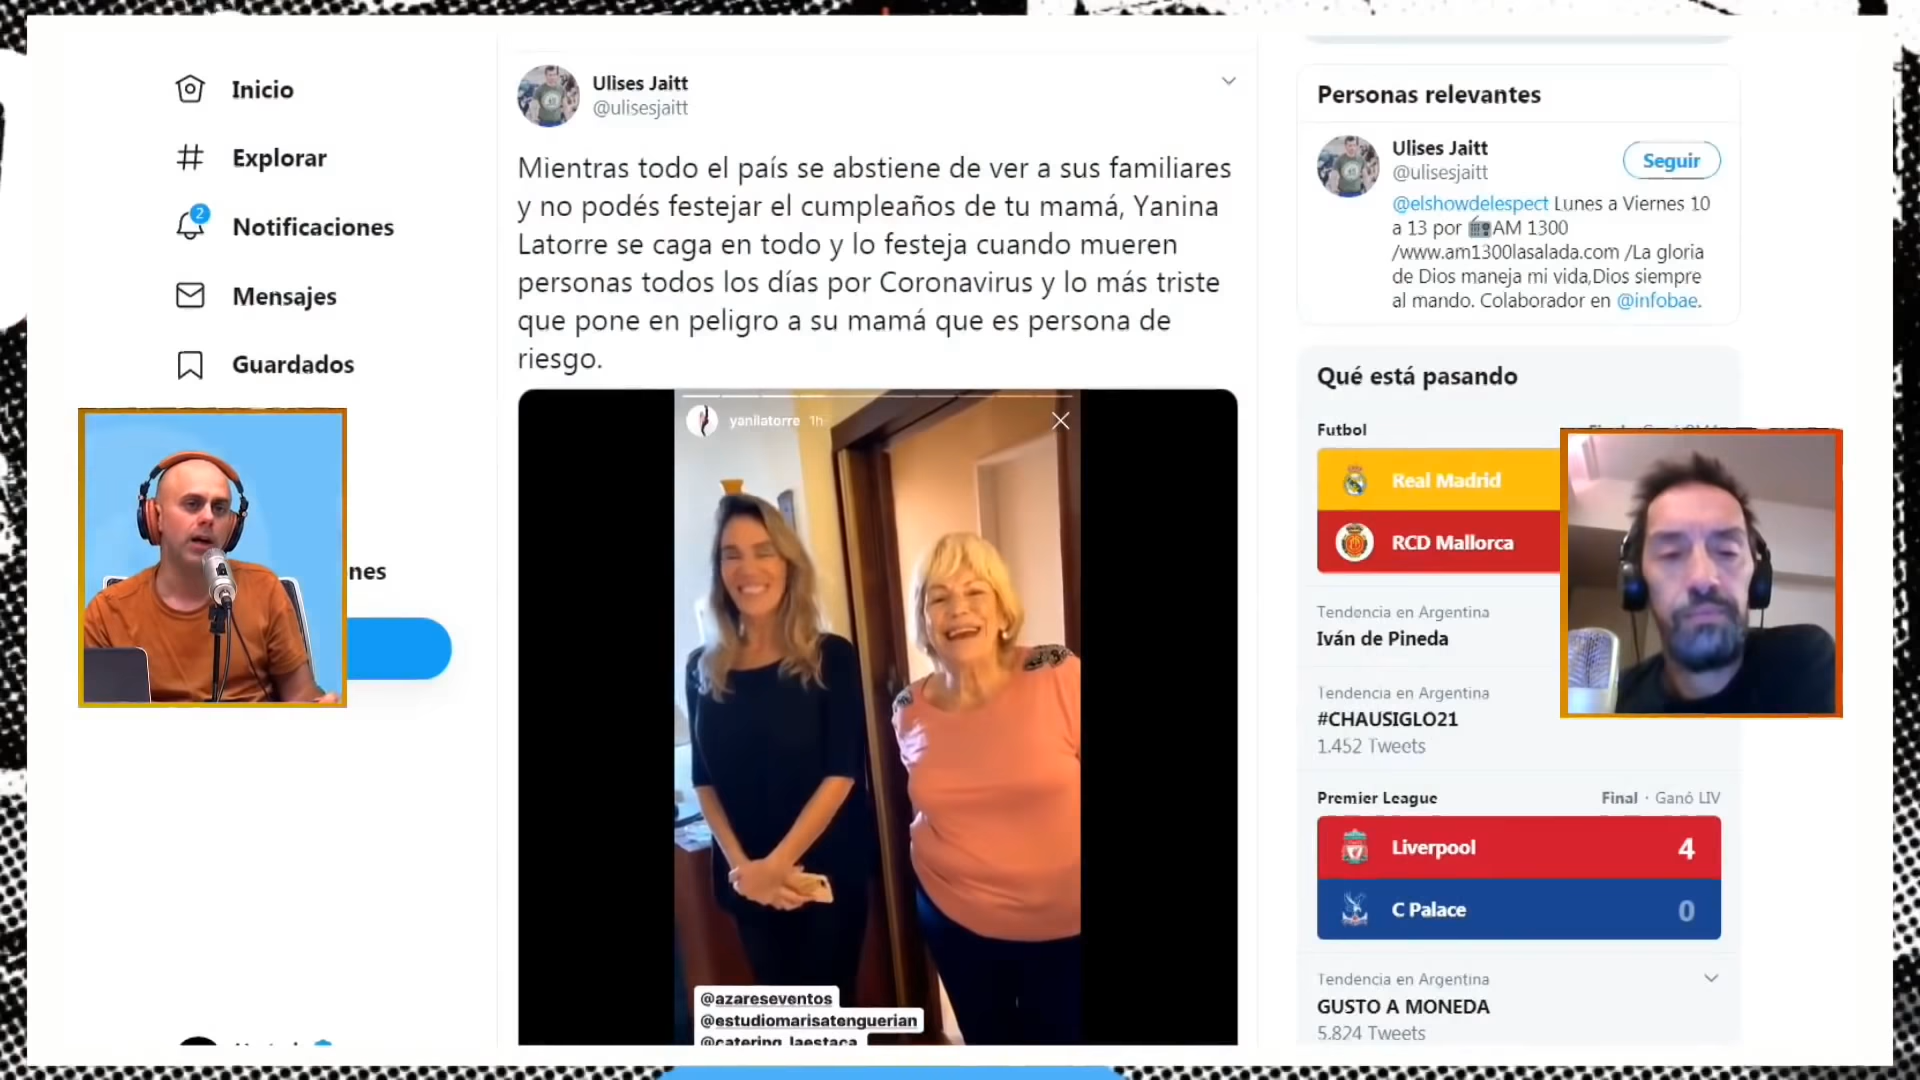 Inicio
Explorar
2
Notificaciones
Mensajes
Guardados
nes
Ulises Jaitt
@ulisesjaitt
Mientras todo el país se abstiene de ver a sus familiares
y no podés festejar el cumpleaños de tu mamá, Yanina
Latorre se caga en todo y lo festeja cuando mueren
personas todos los días por Coronavirus y lo más triste
que pone en peligro a su mamá que es persona de
riesgo.
yanilatorre 1h
@azareseventos
@estudiomarisatenguerian
@catering_laestaca
Personas relevantes
Ulises Jaitt
@ulisesjaitt
Seguir
@elshowdelespect Lunes a Viernes 10
a 13 por 📻AM 1300
/www.am1300lasalada.com /La gloria
de Dios maneja mi vida,Dios siempre
al mando. Colaborador en @infobae.
Qué está pasando
Futbol
Real Madrid
RCD Mallorca
Tendencia en Argentina
Iván de Pineda
Tendencia en Argentina
#CHAUSIGLO21
1.452 Tweets
Premier League Final · Ganó LIV
Liverpool 4
C Palace 0
Tendencia en Argentina
GUSTO A MONEDA
5.824 Tweets